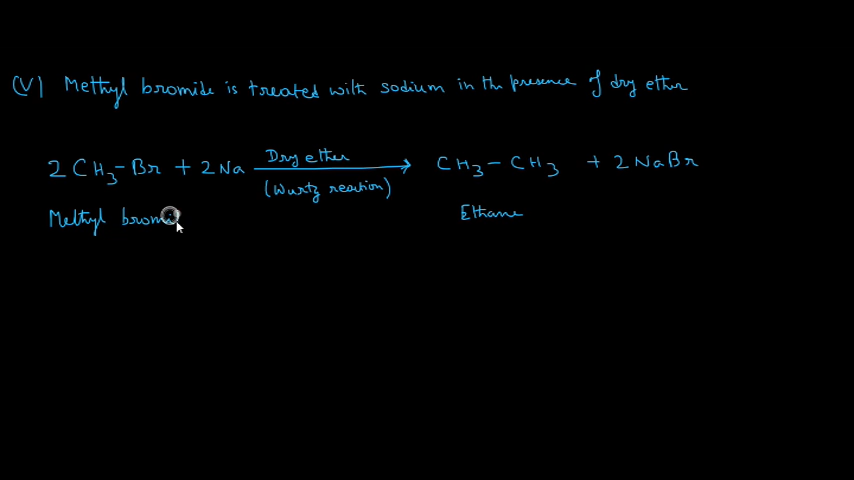 (V) Methyl bromide is treated with sodium in the presence of dry ether
Dry ether
2 CH3-Br + 2 Na → CH3 - CH3 + 2 NaBr
(Wurtz reaction)
Methyl bromi Ethane